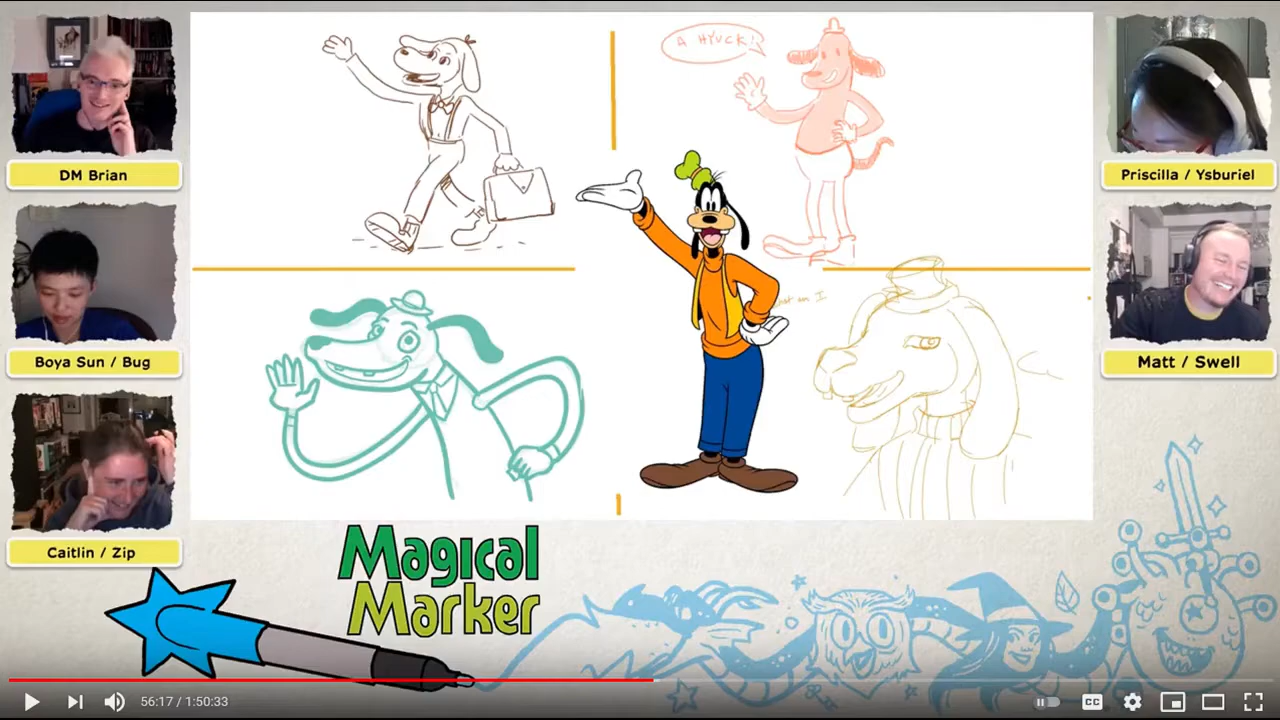 A HYUCK!
DM Brian
Priscilla / Ysburiel
Boya Sun / Bug
Matt / Swell
Caitlin / Zip
Magical
Marker
56:17 / 1:50:33
CC